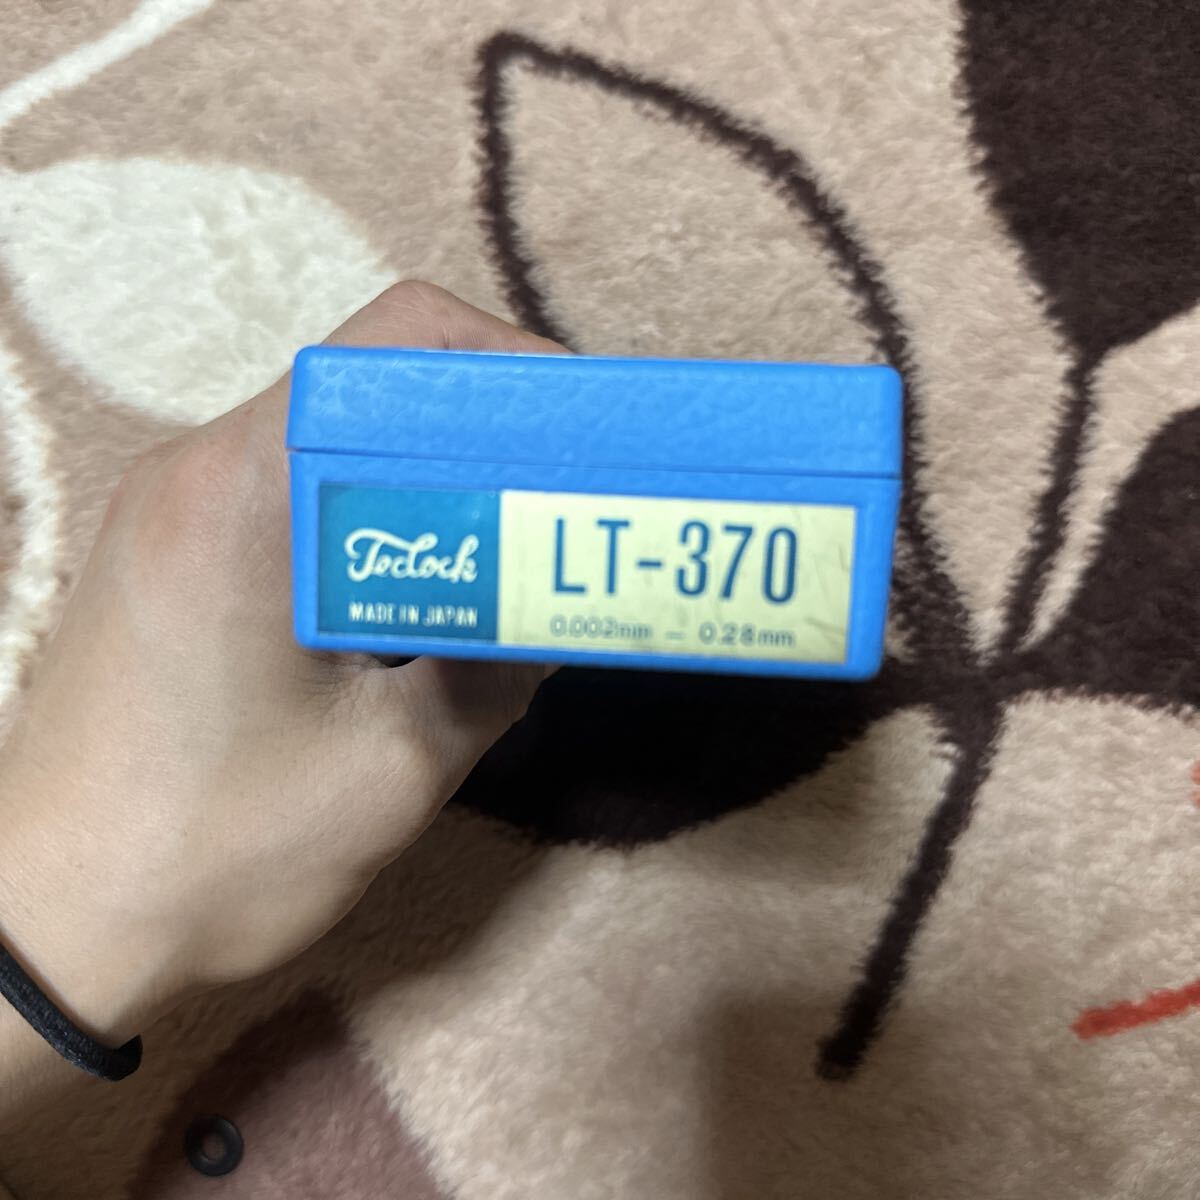 Teclock
MADE IN JAPAN
LT-370
0.002mm – 0.28mm